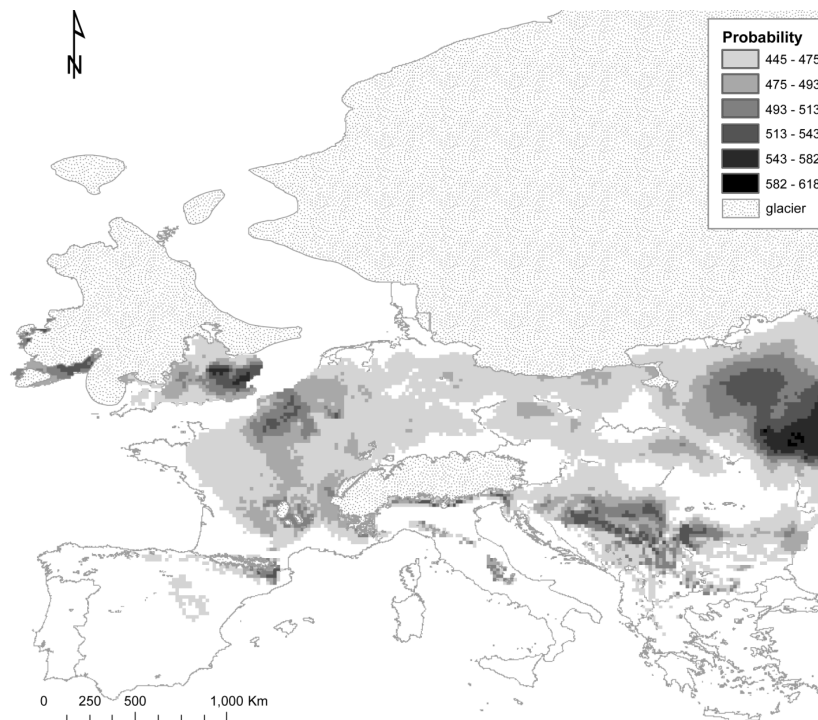 N
Probability
445 - 475
475 - 493
493 - 513
513 - 543
543 - 582
582 - 618
glacier
0 250 500 1,000 Km